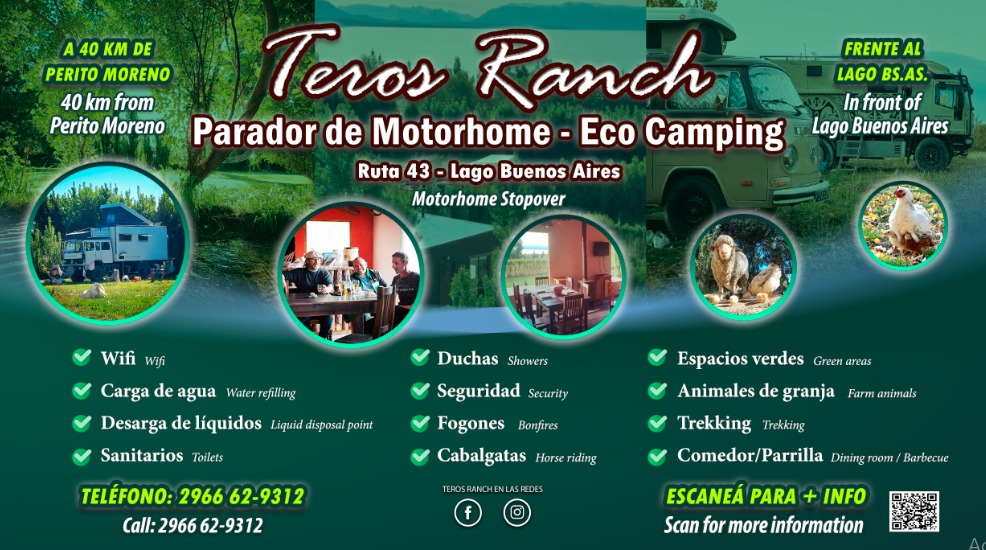 A 40 KM DE
PERITO MORENO
40 km from
Perito Moreno
Teros Ranch
Parador de Motorhome - Eco Camping
Ruta 43 - Lago Buenos Aires
Motorhome Stopover
FRENTE AL
LAGO BS.AS.
In front of
Lago Buenos Aires
Wifi Wifi
Carga de agua Water refilling
Desarga de líquidos Liquid disposal point
Sanitarios Toilets
Duchas Showers
Seguridad Security
Fogones Bonfires
Cabalgatas Horse riding
Espacios verdes Green areas
Animales de granja Farm animals
Trekking Trekking
Comedor/Parrilla Dining room / Barbecue
TELÉFONO: 2966 62-9312
Call: 2966 62-9312
TEROS RANCH EN LAS REDES
ESCANEÁ PARA + INFO
Scan for more information